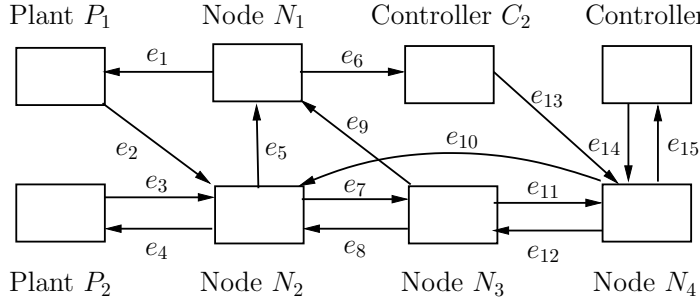 Plant P₁ Node N₁ Controller C₂ Controller
e₁ e₆
e₂ e₅ e₉ e₁₀ e₁₃ e₁₄ e₁₅
e₃ e₇ e₁₁
e₄ e₈ e₁₂
Plant P₂ Node N₂ Node N₃ Node N₄